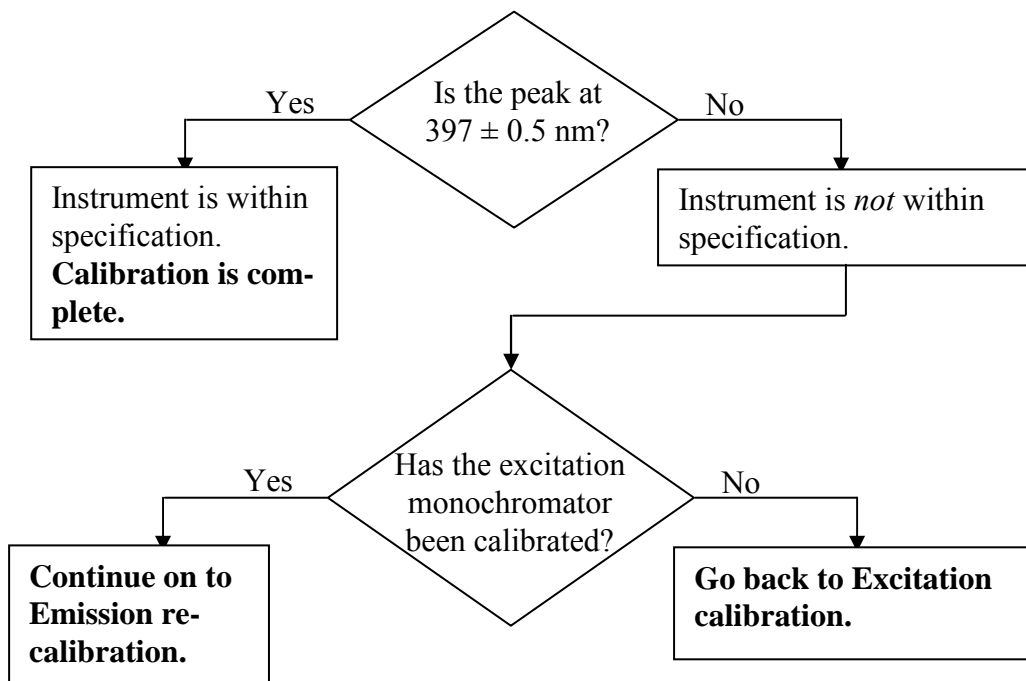 Is the peak at
397 ± 0.5 nm?
Yes
No
Instrument is within
specification.
Calibration is com-
plete.
Instrument is not within
specification.
Has the excitation
monochromator
been calibrated?
Yes
No
Continue on to
Emission re-
calibration.
Go back to Excitation
calibration.